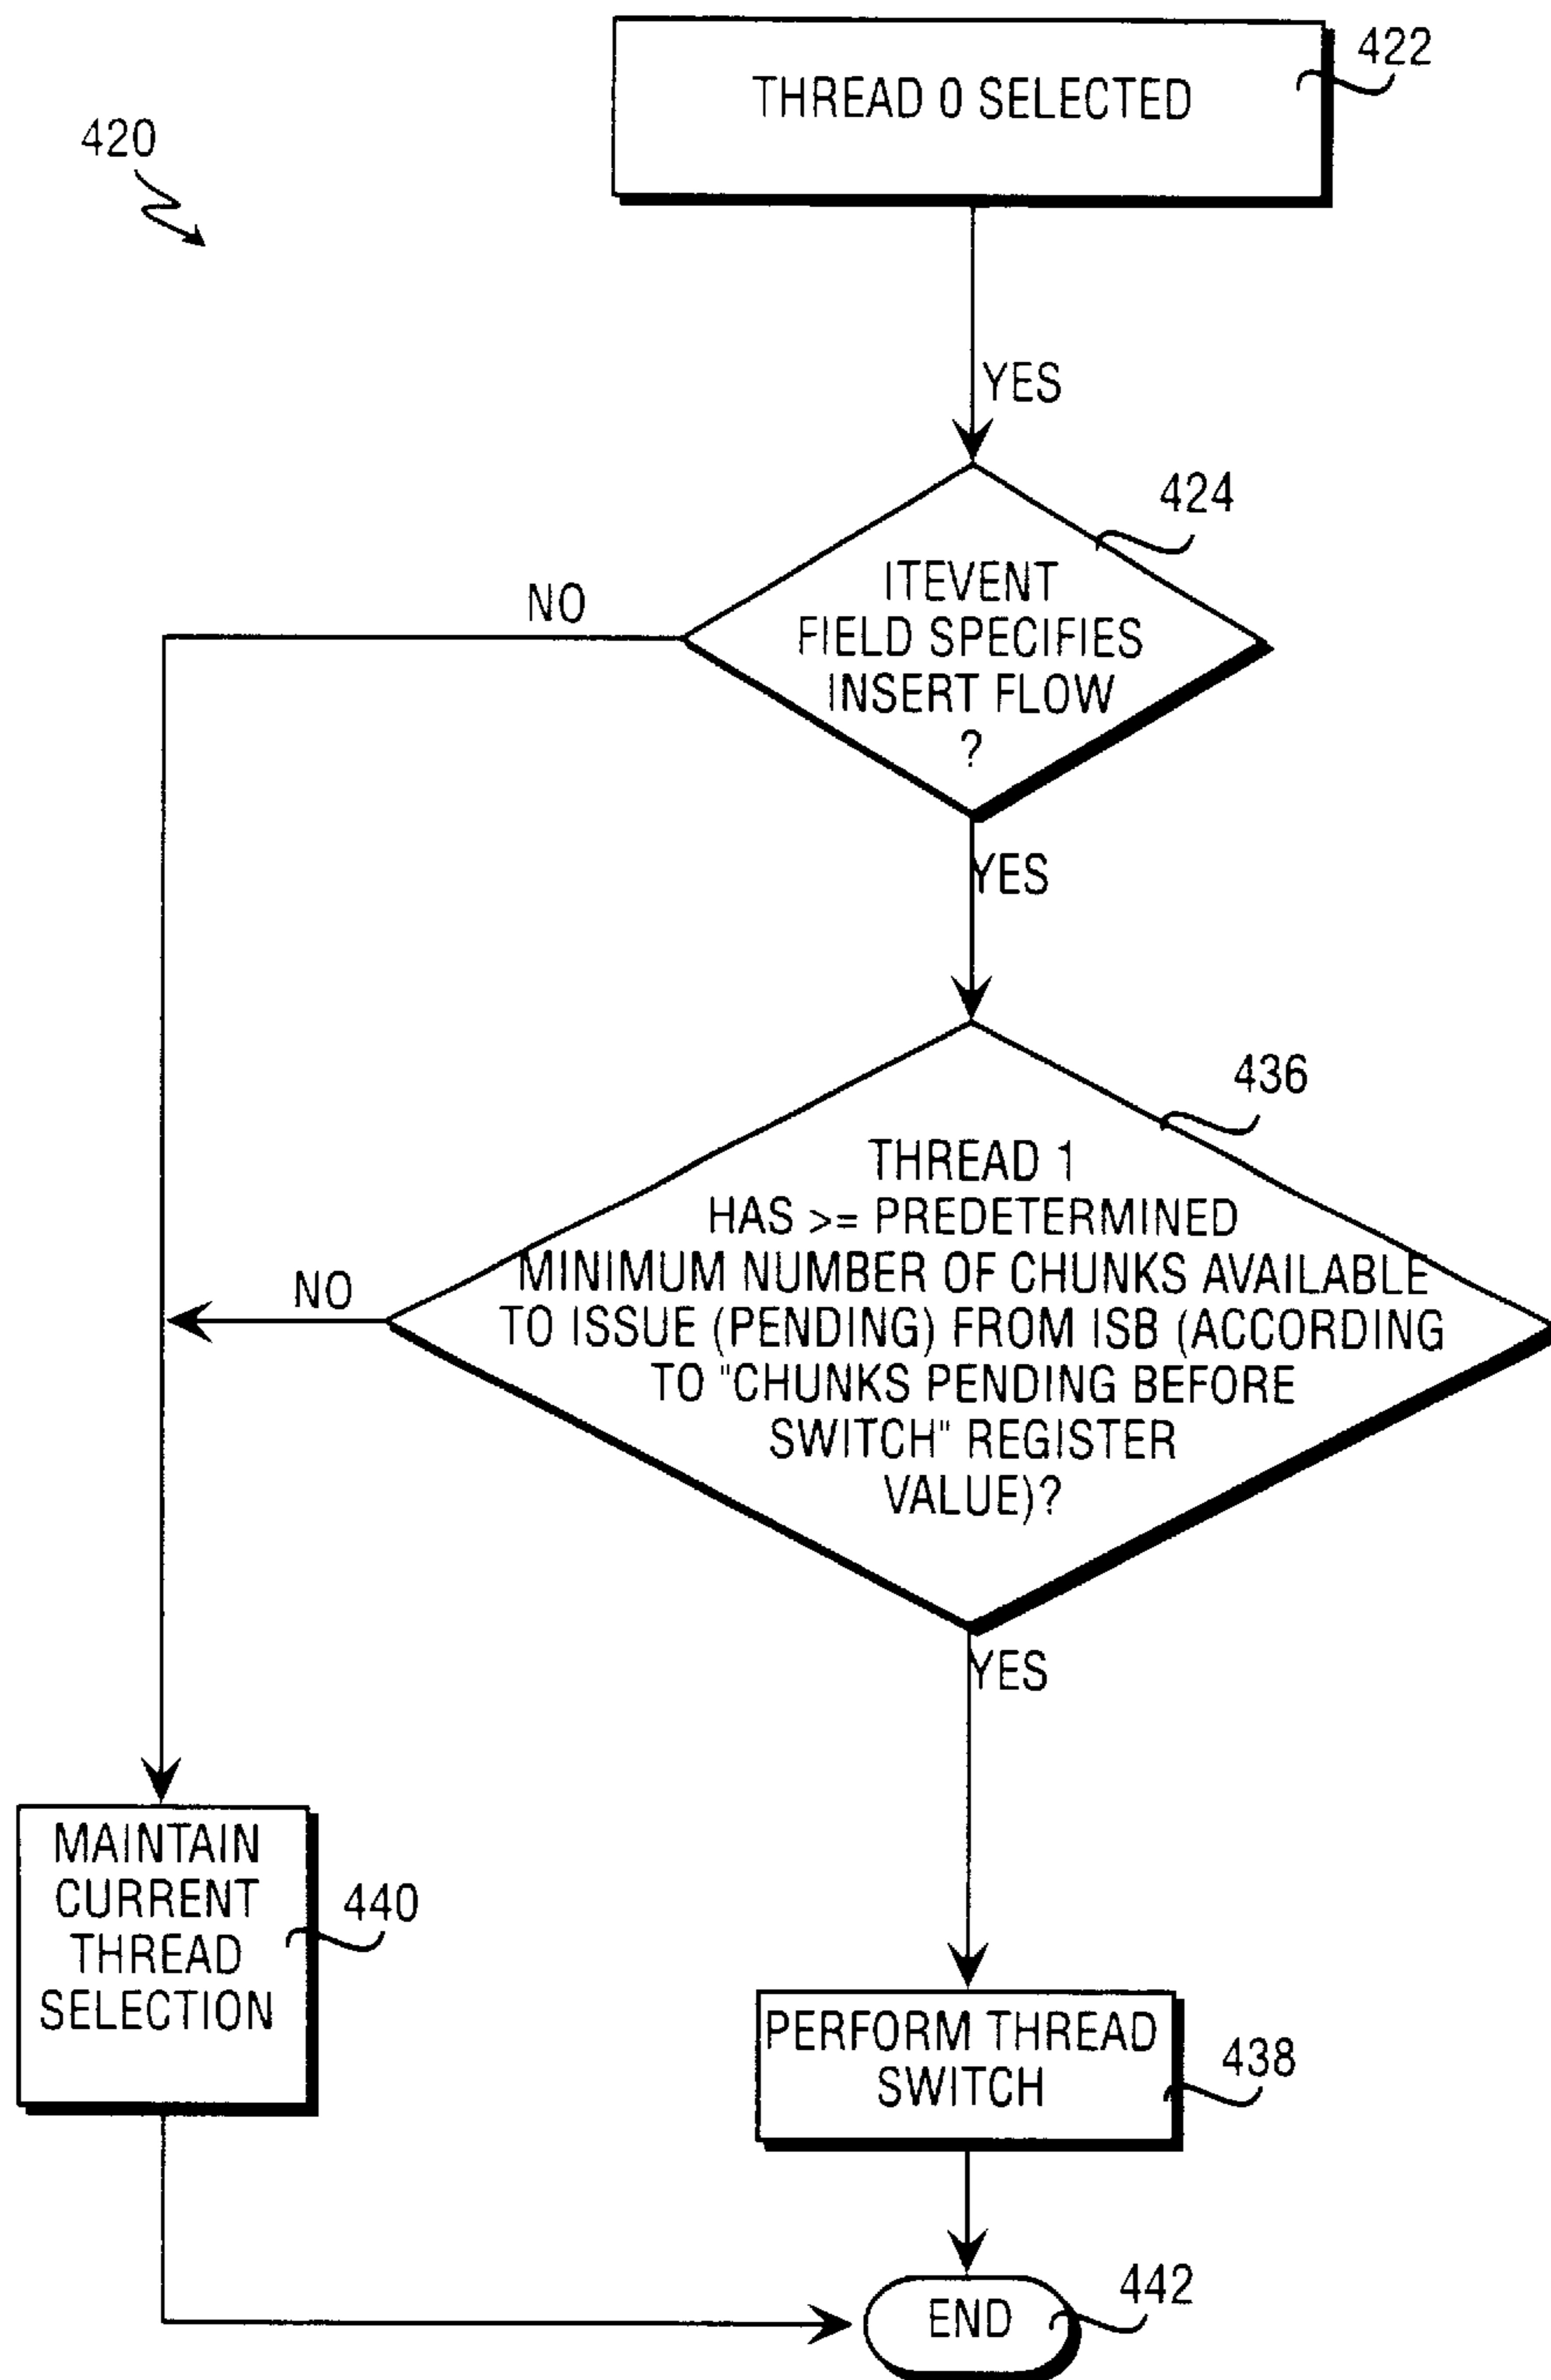 THREAD 0 SELECTED
422
420
YES
424
ITEVENT
FIELD SPECIFIES
INSERT FLOW
?
NO
YES
436
THREAD 1
HAS >= PREDETERMINED
MINIMUM NUMBER OF CHUNKS AVAILABLE
TO ISSUE (PENDING) FROM ISB (ACCORDING
TO "CHUNKS PENDING BEFORE
SWITCH" REGISTER
VALUE)?
NO
YES
MAINTAIN
CURRENT
THREAD
SELECTION
440
PERFORM THREAD
SWITCH
438
442
END